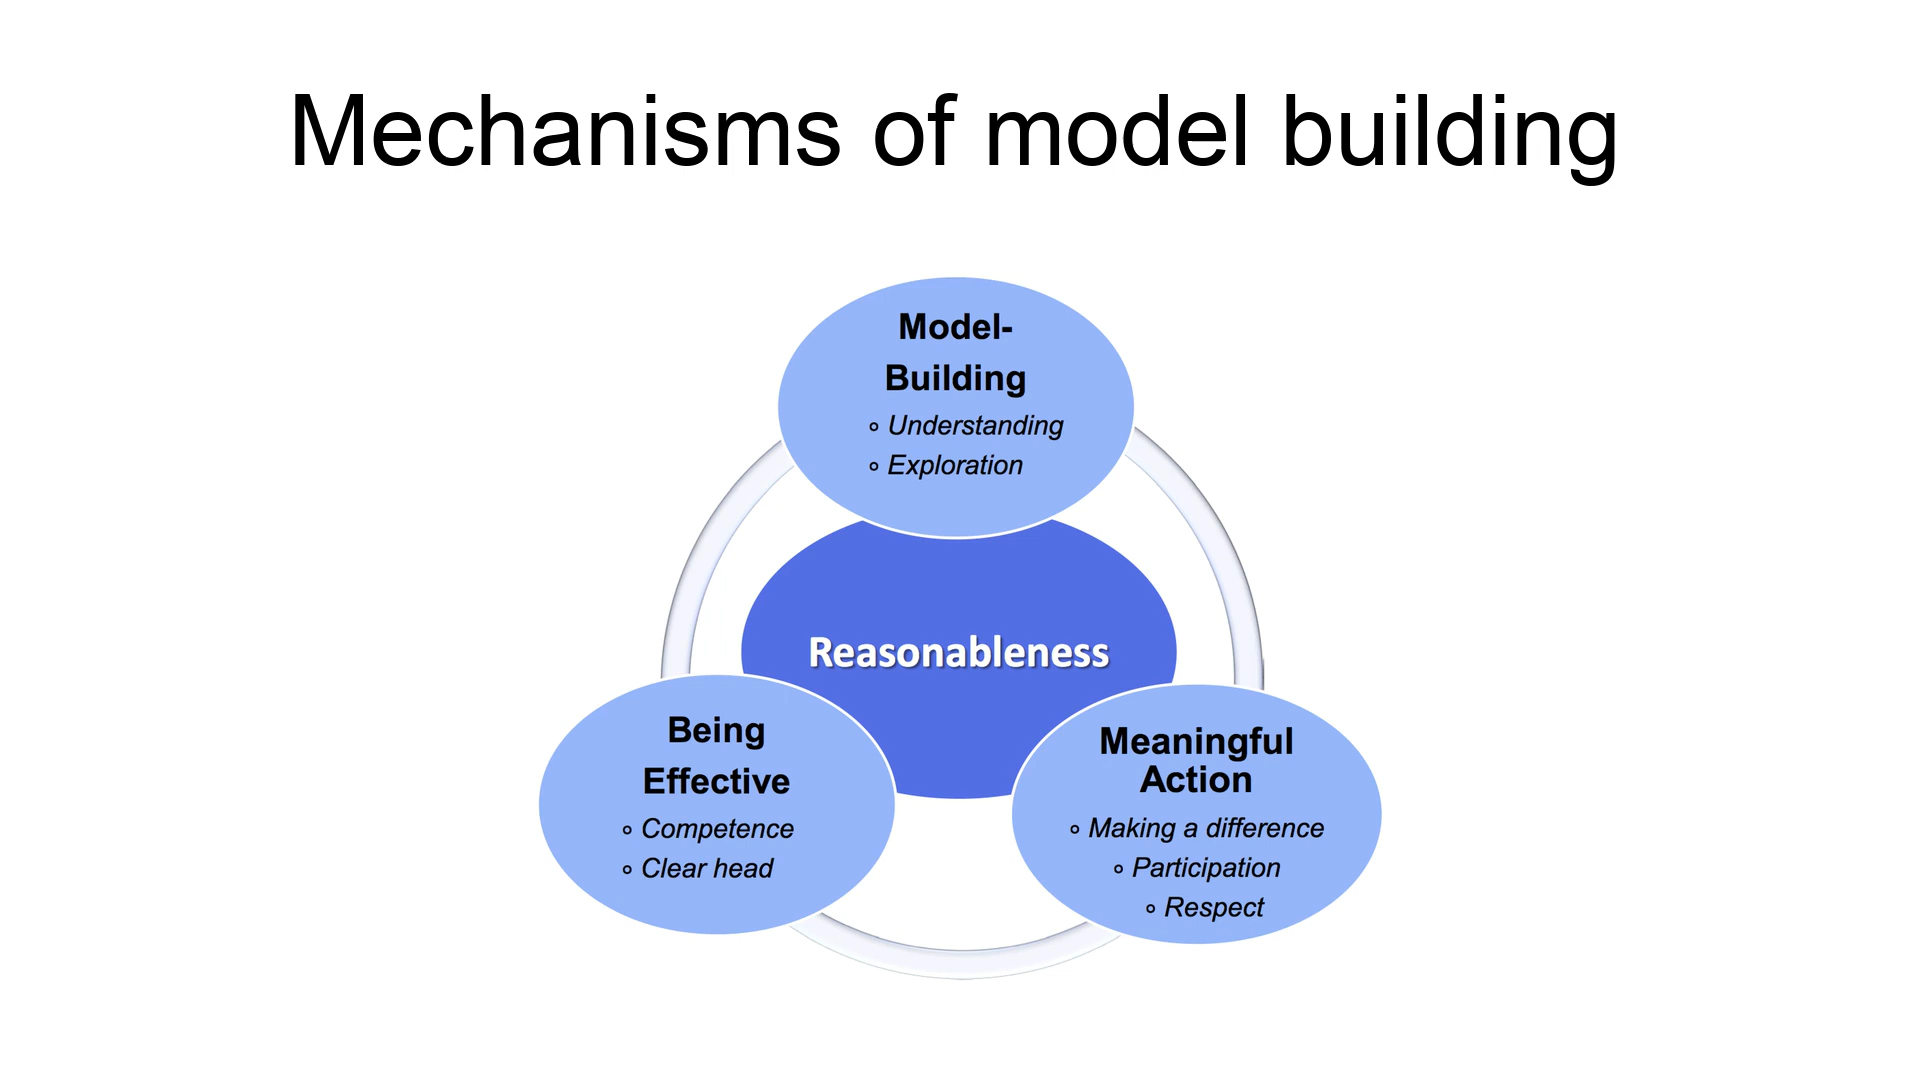 Mechanisms of model building
Model-
Building
◦ Understanding
◦ Exploration
Reasonableness
Being
Effective
◦ Competence
◦ Clear head
Meaningful
Action
◦ Making a difference
◦ Participation
◦ Respect